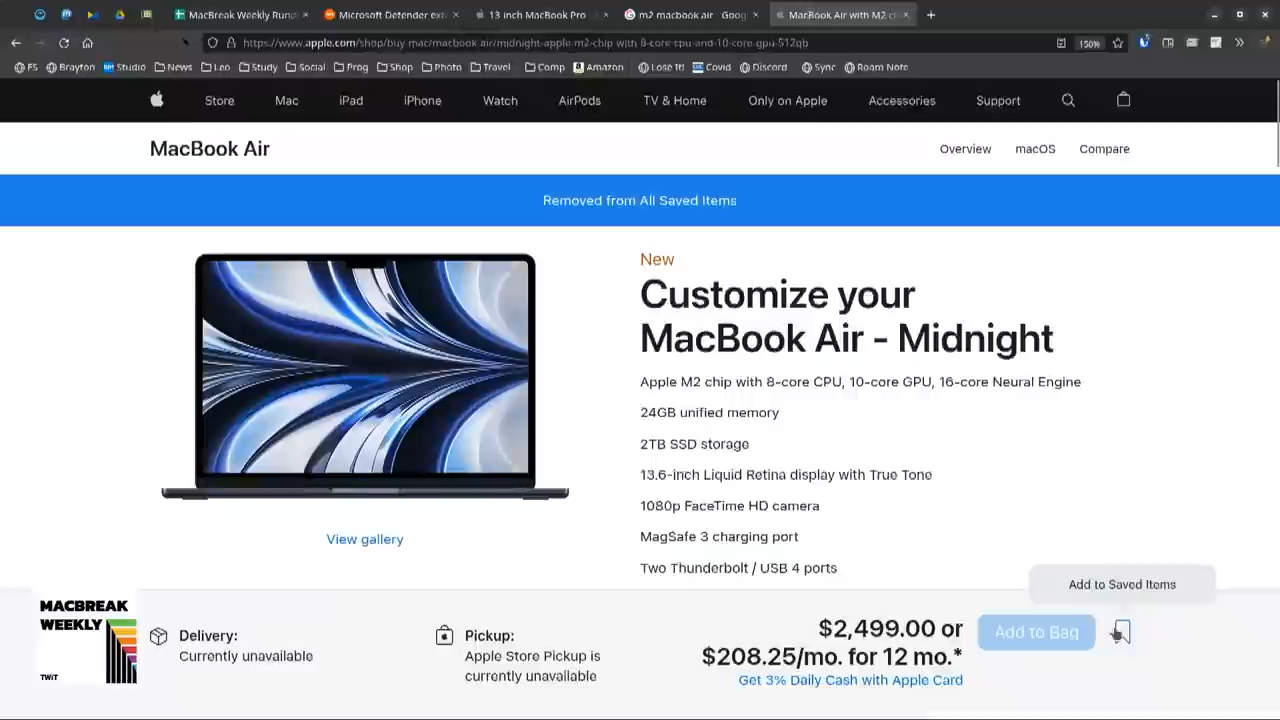 MacBreak Weekly Rund
Microsoft Defender ext
13 inch MacBook Pro
m2 macbook air - Goog
MacBook Air with M2 cl
https://www.apple.com/shop/buy-mac/macbook-air/midnight-apple-m2-chip-with-8-core-cpu-and-10-core-gpu-512gb
150%
FS
Brayton
Studio
News
Leo
Study
Social
Prog
Shop
Photo
Travel
Comp
Amazon
Lose It!
Covid
Discord
Sync
Roam Note
Store
Mac
iPad
iPhone
Watch
AirPods
TV & Home
Only on Apple
Accessories
Support
MacBook Air
Overview
macOS
Compare
Removed from All Saved Items
New
Customize your
MacBook Air - Midnight
Apple M2 chip with 8-core CPU, 10-core GPU, 16-core Neural Engine
24GB unified memory
2TB SSD storage
13.6-inch Liquid Retina display with True Tone
1080p FaceTime HD camera
MagSafe 3 charging port
Two Thunderbolt / USB 4 ports
View gallery
Add to Saved Items
MACBREAK
WEEKLY
TWiT
Delivery:
Currently unavailable
Pickup:
Apple Store Pickup is
currently unavailable
$2,499.00 or
$208.25/mo. for 12 mo.*
Get 3% Daily Cash with Apple Card
Add to Bag